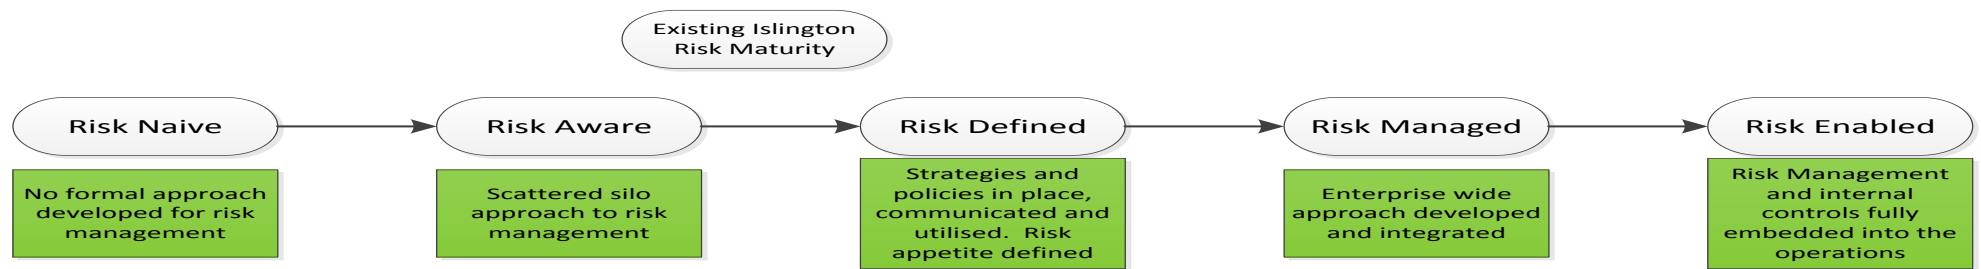 Existing Islington
Risk Maturity
Risk Naive
Risk Aware
Risk Defined
Risk Managed
Risk Enabled
No formal approach
developed for risk
management
Scattered silo
approach to risk
management
Strategies and
policies in place,
communicated and
utilised.  Risk
appetite defined
Enterprise wide
approach developed
and integrated
Risk Management
and internal
controls fully
embedded into the
operations